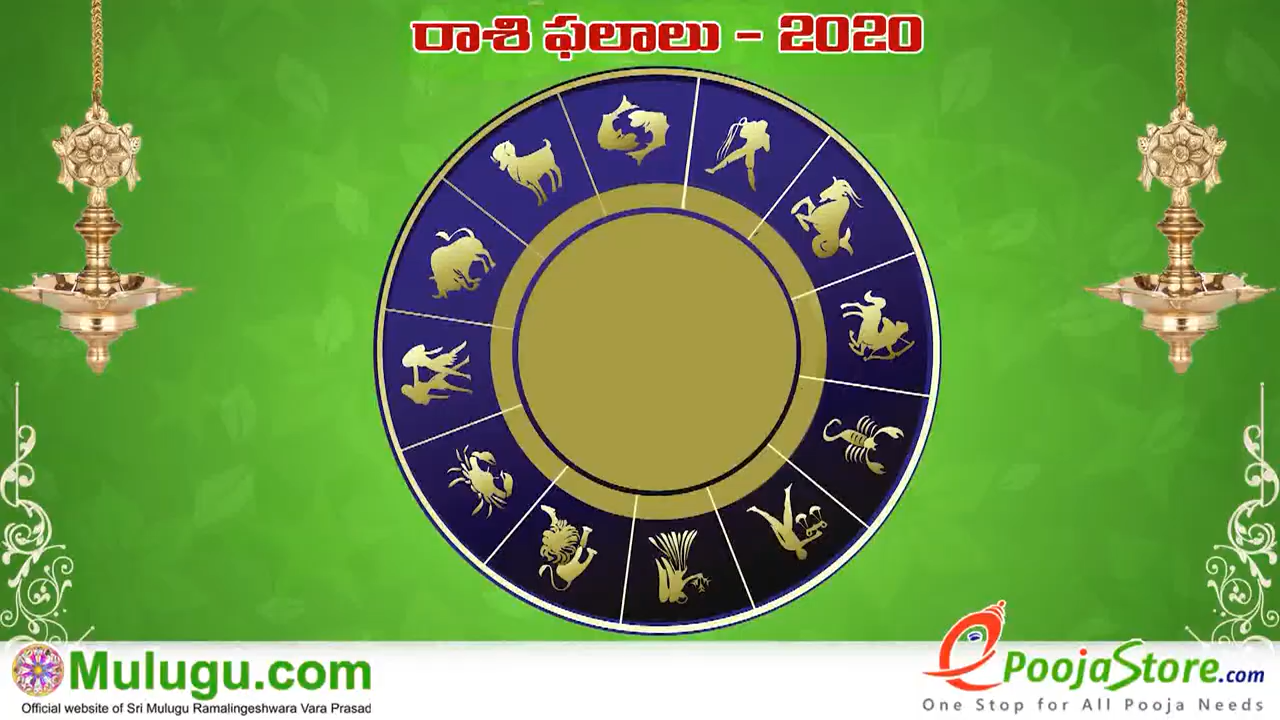 రాశి ఫలాలు - 2020
Mulugu.com
Official website of Sri Mulugu Ramalingeshwara Vara Prasad
ePoojaStore.com
One Stop for All Pooja Needs